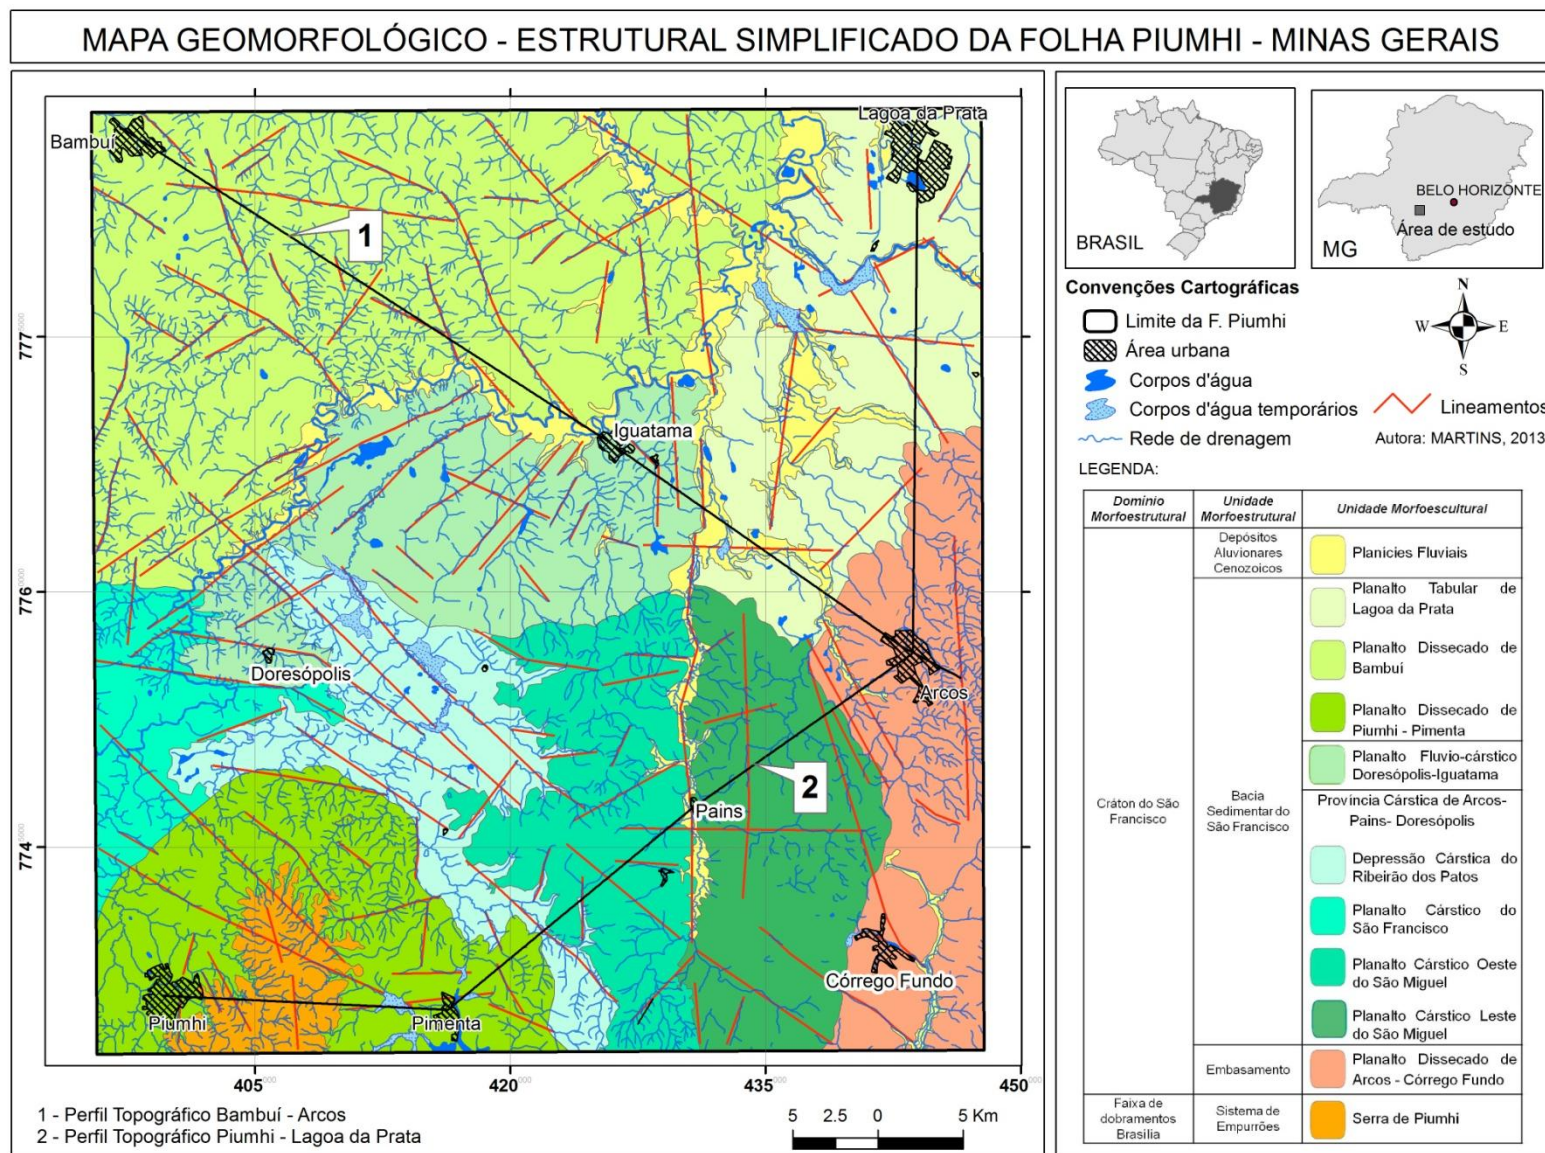 MAPA GEOMORFOLÓGICO - ESTRUTURAL SIMPLIFICADO DA FOLHA PIUMHI - MINAS GERAIS
Bambuí
Lagoa da Prata
1
777
Iguatama
776
Doresópolis
Arcos
2
Pains
774
Córrego Fundo
Piumhi
Pimenta
405
420
435
450
1 - Perfil Topográfico Bambuí - Arcos
2 - Perfil Topográfico Piumhi - Lagoa da Prata
5 2.5 0 5 Km
BRASIL
BELO HORIZONTE
Área de estudo
MG
Convenções Cartográficas
Limite da F. Piumhi
Área urbana
Corpos d'água
Corpos d'água temporários
Rede de drenagem
N
W E
S
Lineamentos
Autora: MARTINS, 2013
LEGENDA:
Domínio
Morfoestrutural
Unidade
Morfoestrutural
Unidade Morfoescultural
Depósitos
Aluvionares
Cenozoicos
Planícies Fluviais
Cráton do São
Francisco
Bacia
Sedimentar do
São Francisco
Planalto Tabular de
Lagoa da Prata
Planalto Dissecado de
Bambuí
Planalto Dissecado de
Piumhi - Pimenta
Planalto Fluvio-cárstico
Doresópolis-Iguatama
Província Cárstica de Arcos-
Pains- Doresópolis
Depressão Cárstica do
Ribeirão dos Patos
Planalto Cárstico do
São Francisco
Planalto Cárstico Oeste
do São Miguel
Planalto Cárstico Leste
do São Miguel
Embasamento
Planalto Dissecado de
Arcos - Córrego Fundo
Faixa de
dobramentos
Brasília
Sistema de
Empurrões
Serra de Piumhi